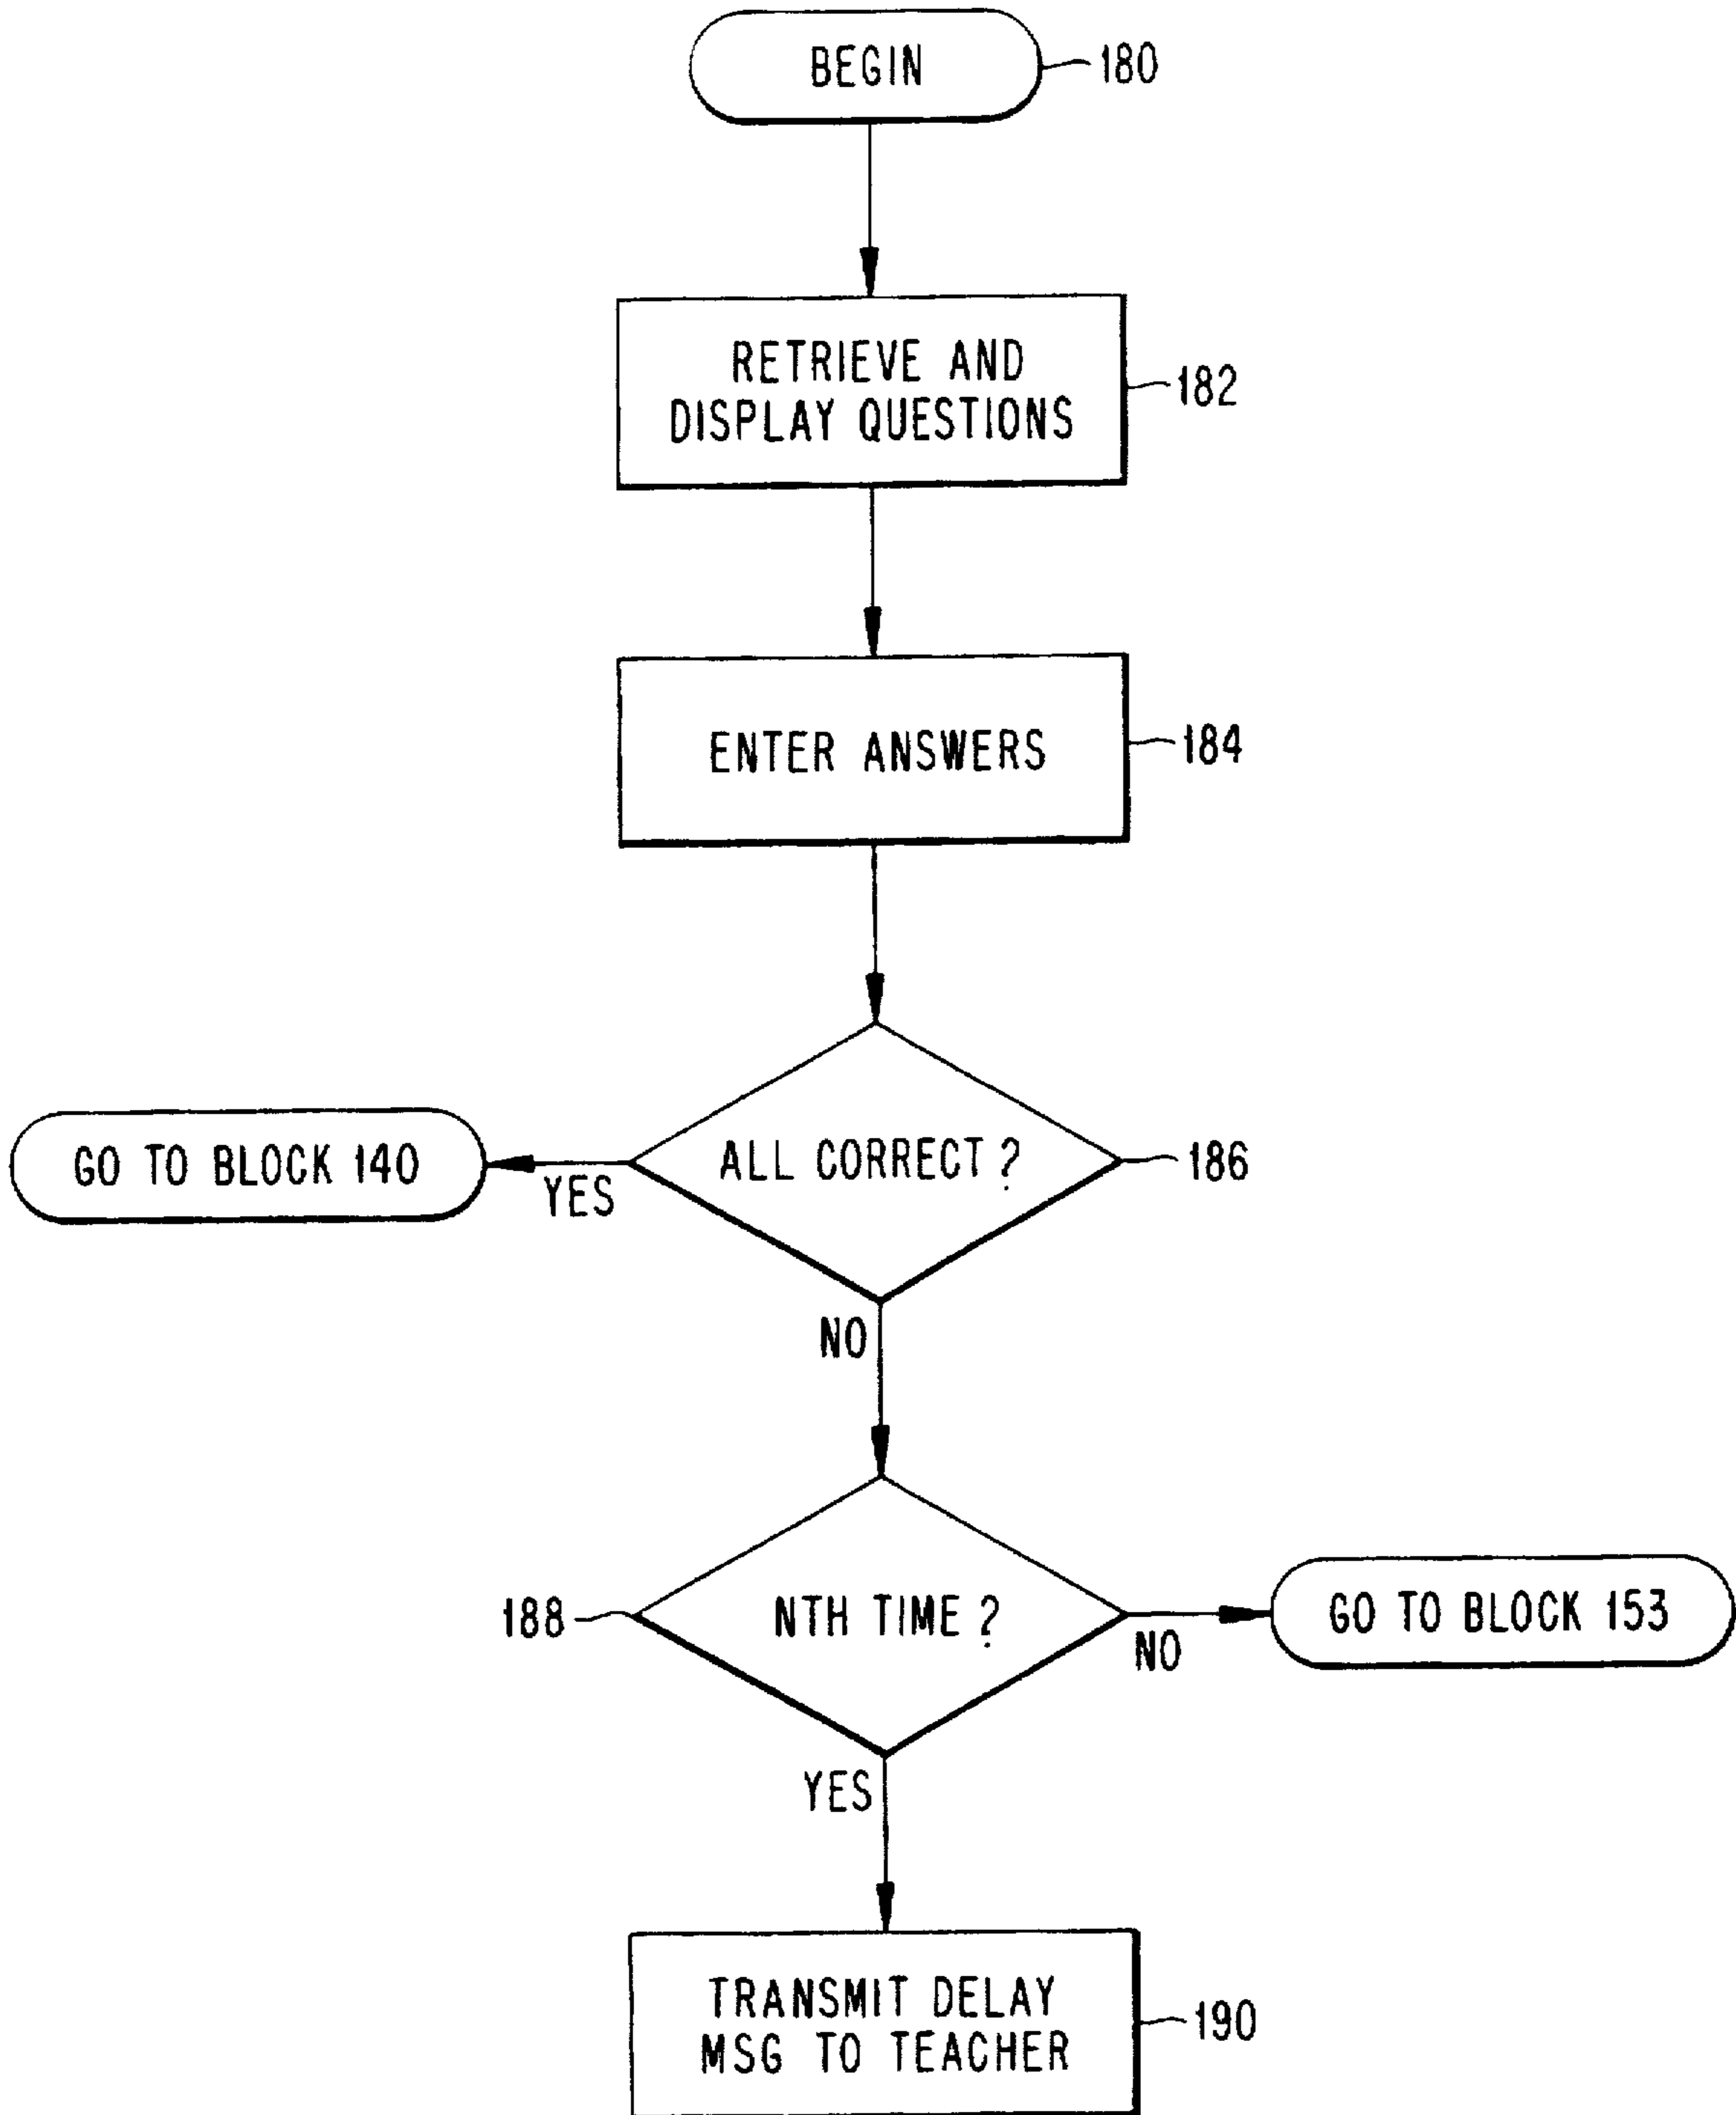 BEGIN
180
RETRIEVE AND
DISPLAY QUESTIONS
182
ENTER ANSWERS
184
ALL CORRECT?
186
YES
GO TO BLOCK 140
NO
188
NTH TIME?
NO
GO TO BLOCK 153
YES
TRANSMIT DELAY
MSG TO TEACHER
190